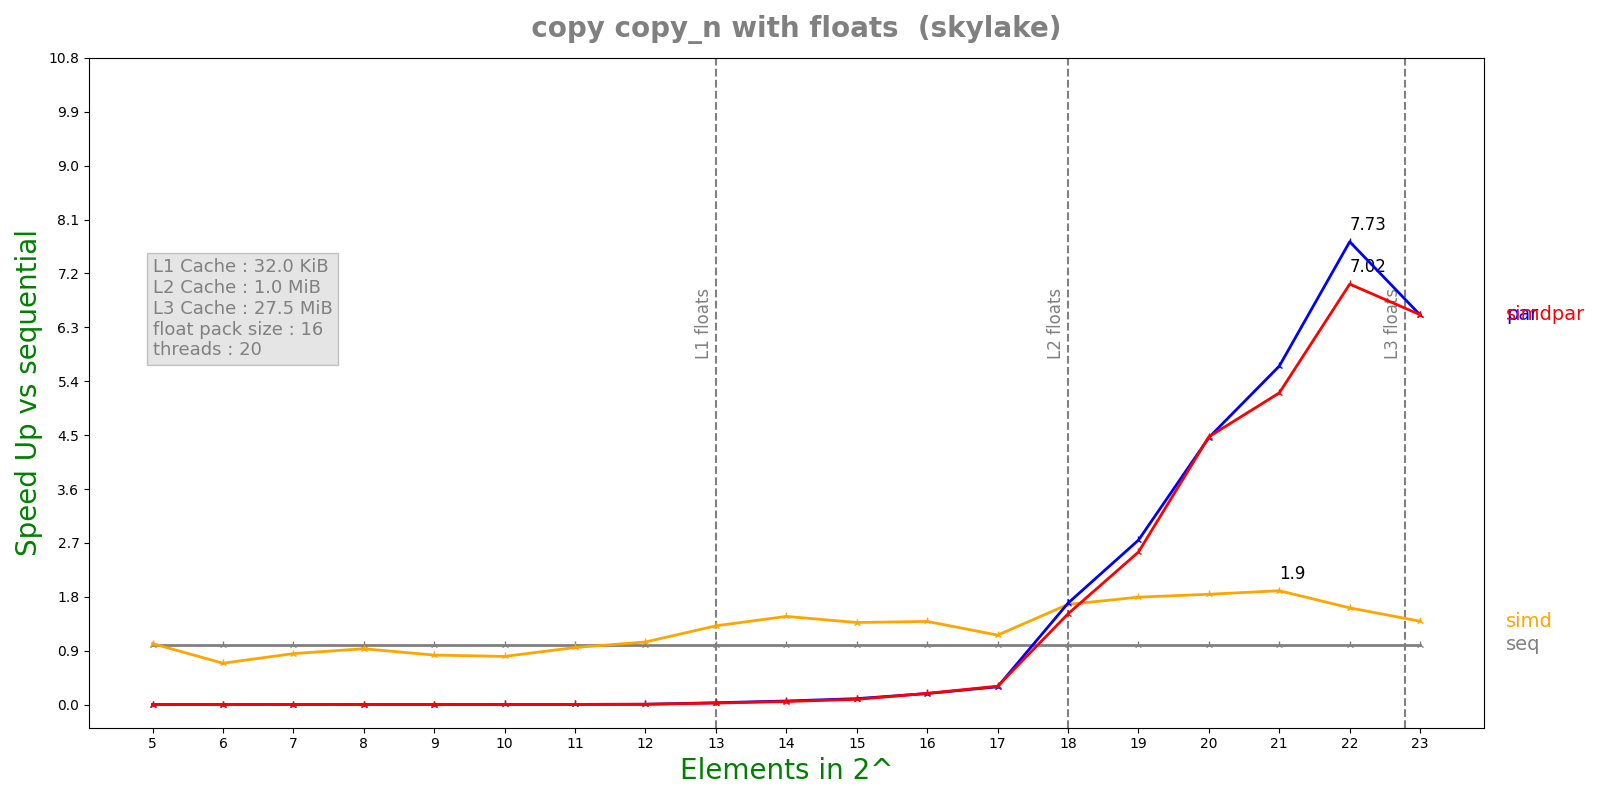 copy copy_n with floats  (skylake)
10.8
9.9
9.0
8.1
7.2
6.3
5.4
4.5
3.6
2.7
1.8
0.9
0.0
Speed Up vs sequential
L1 Cache : 32.0 KiB
L2 Cache : 1.0 MiB
L3 Cache : 27.5 MiB
float pack size : 16
threads : 20
L1 floats
L2 floats
L3 floats
7.73
7.02
1.9
par
simdpar
simd
seq
5 6 7 8 9 10 11 12 13 14 15 16 17 18 19 20 21 22 23
Elements in 2^